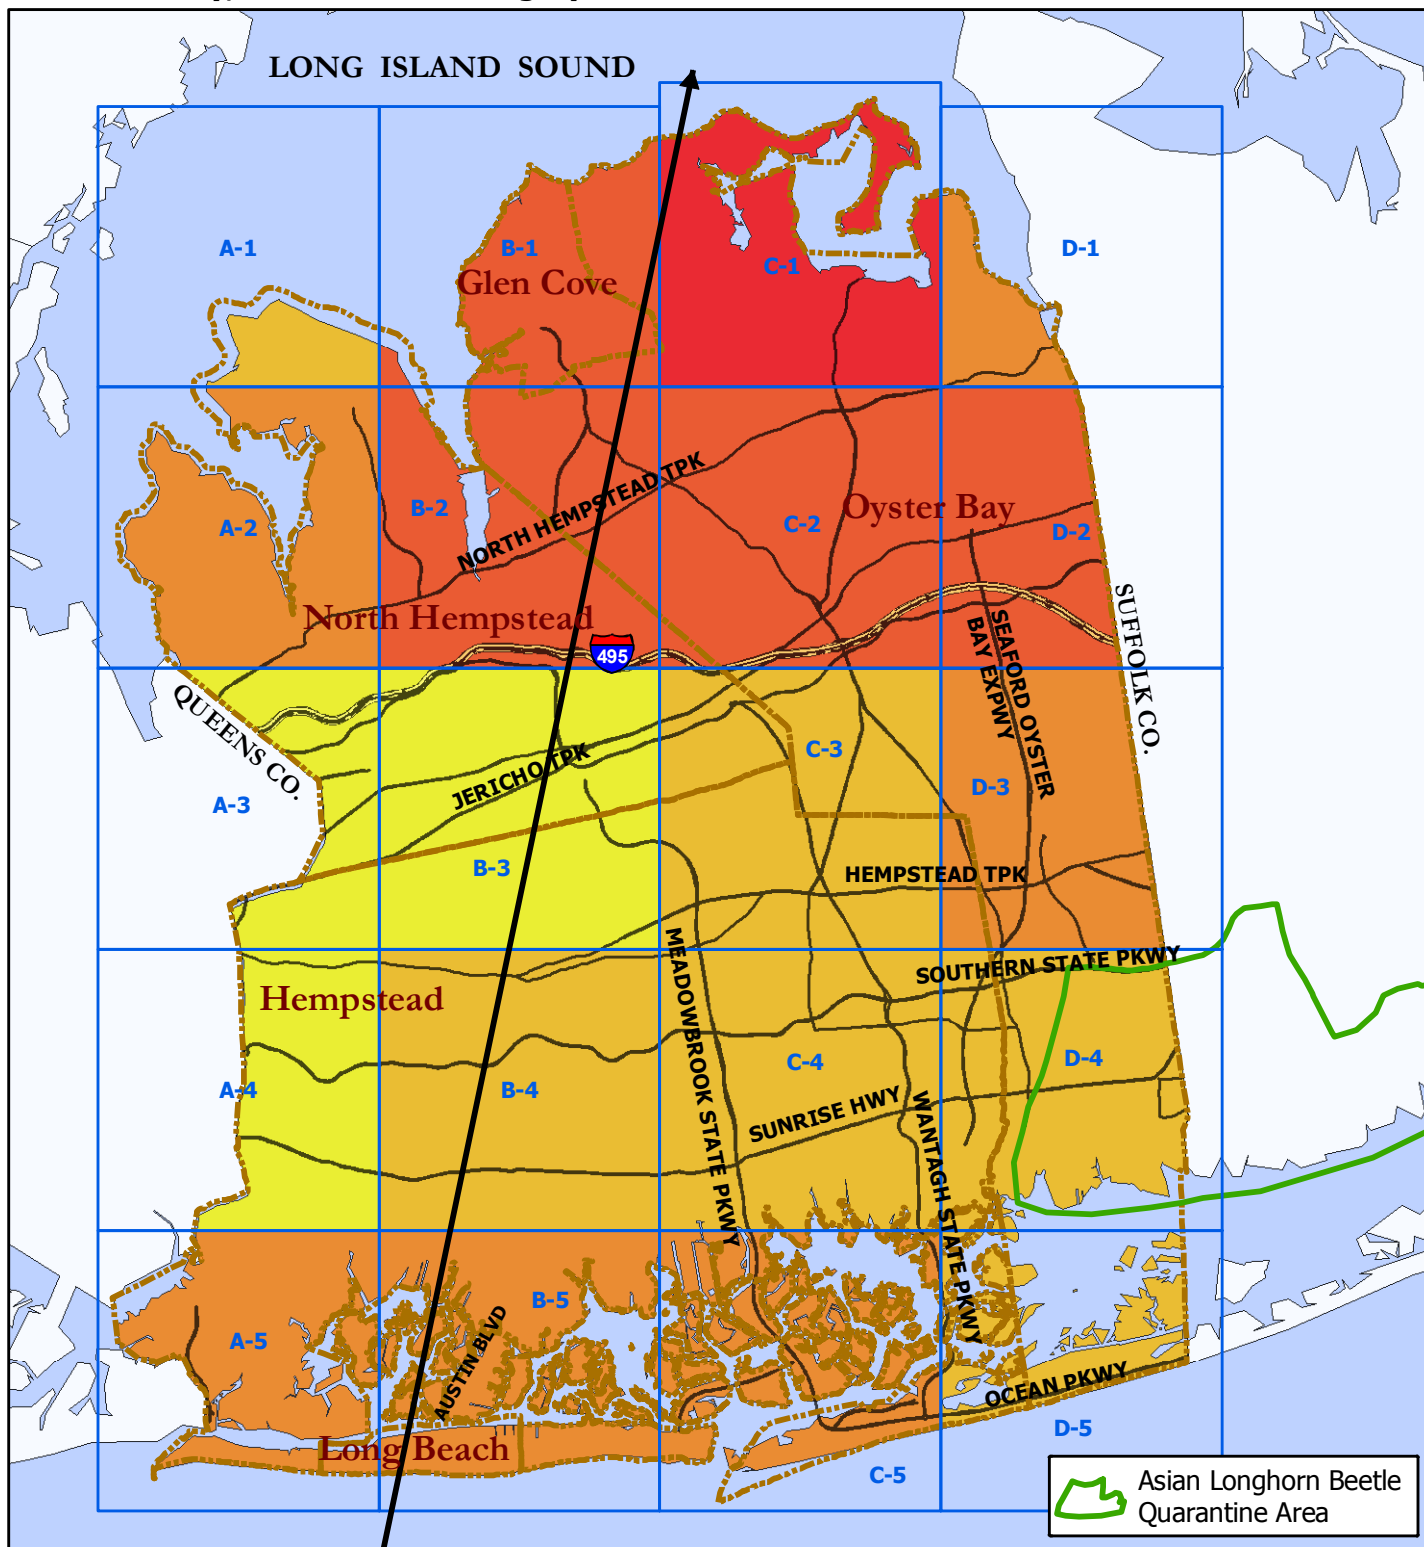 LONG ISLAND SOUND
A-1
B-1
C-1
D-1
Glen Cove
A-2
B-2
C-2
D-2
NORTH HEMPSTEAD TPK
Oyster Bay
North Hempstead
495
SUFFOLK CO.
SEAFORD OYSTER
BAY EXPWY
QUEENS CO.
JERICHO TPK
A-3
B-3
C-3
D-3
HEMPSTEAD TPK
SOUTHERN STATE PKWY
MEADOWBROOK STATE PKWY
Hempstead
A-4
B-4
C-4
D-4
SUNRISE HWY
WANTAGH STATE PKWY
A-5
B-5
AUSTIN BLVD
OCEAN PKWY
Long Beach
C-5
D-5
Asian Longhorn Beetle
Quarantine Area